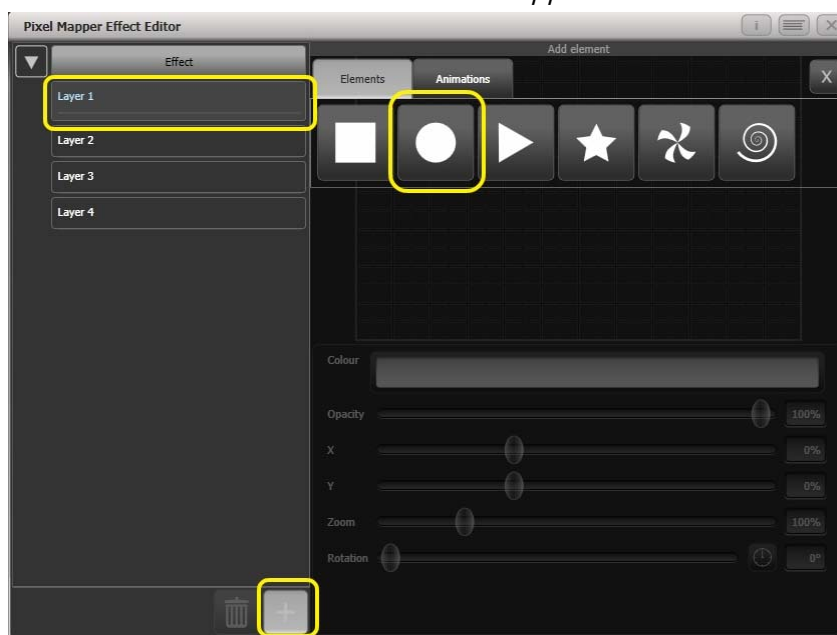 Pixel Mapper Effect Editor
i
X
Effect
Add element
Elements
Animations
X
Layer 1
Layer 2
Layer 3
Layer 4
Colour
Opacity
100%
X
0%
Y
0%
Zoom
100%
Rotation
0°
+